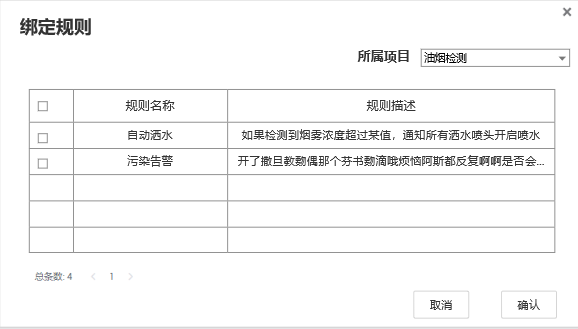 绑定规则
所属项目 油烟检测
规则名称 规则描述
自动洒水 如果检测到烟雾浓度超过某值，通知所有洒水喷头开启喷水
污染告警 开了撒旦教麵偶那个芬书麵滴哦烦恼阿斯都反复啊啊是否会...
总条数: 4 1
取消 确认